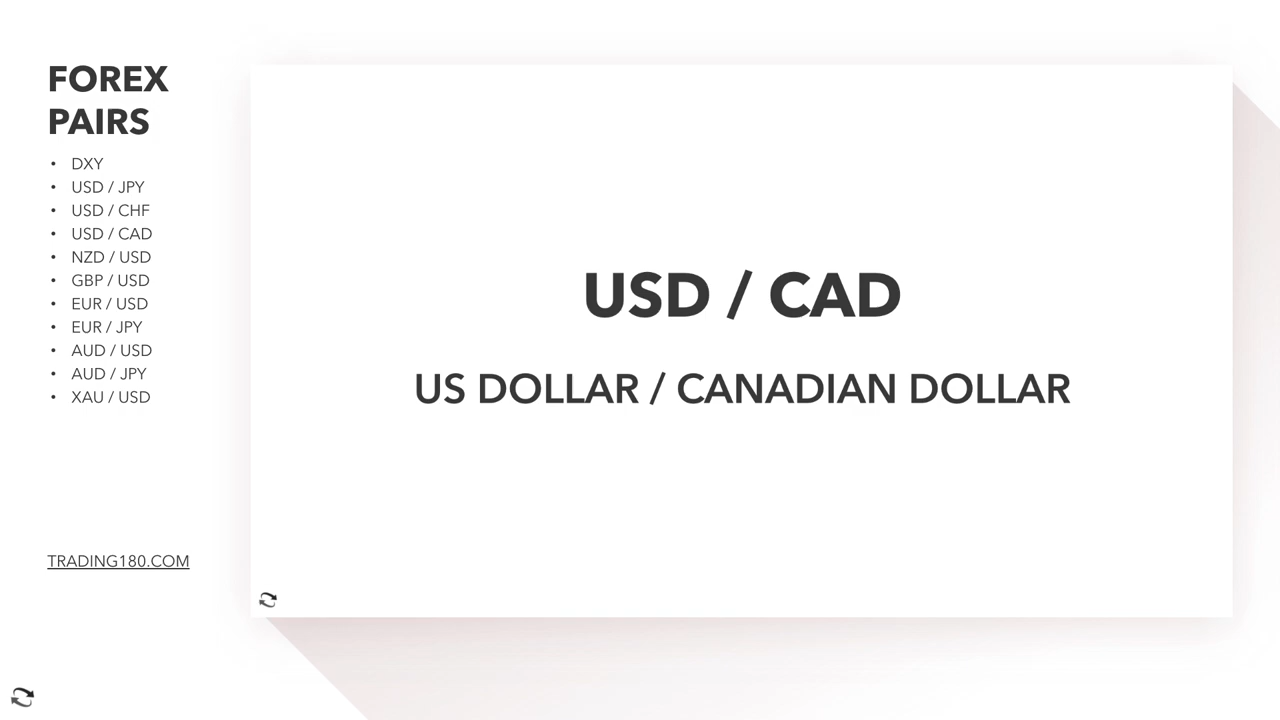 FOREX
PAIRS
• DXY
• USD / JPY
• USD / CHF
• USD / CAD
• NZD / USD
• GBP / USD
• EUR / USD
• EUR / JPY
• AUD / USD
• AUD / JPY
• XAU / USD
TRADING180.COM
USD / CAD
US DOLLAR / CANADIAN DOLLAR